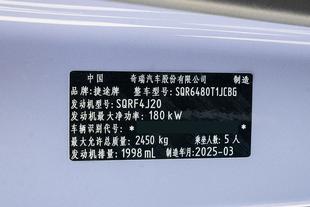 中国 奇瑞汽车股份有限公司 制造
品牌：捷途牌 整车型号：SQR6480T1JCBG
发动机型号：SQRF4J20
发动机最大净功率：180 kW
车辆识别代号：* *
最大允许总质量：2450 kg 乘坐人数：5 人
发动机排量：1998 mL 制造年月：2025-03